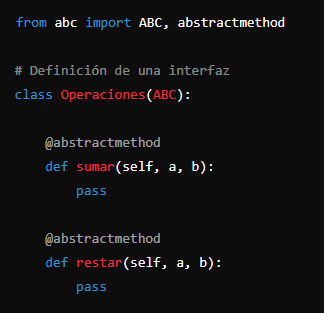 from abc import ABC, abstractmethod
# Definición de una interfaz
class Operaciones(ABC):
@abstractmethod
def sumar(self, a, b):
pass
@abstractmethod
def restar(self, a, b):
pass